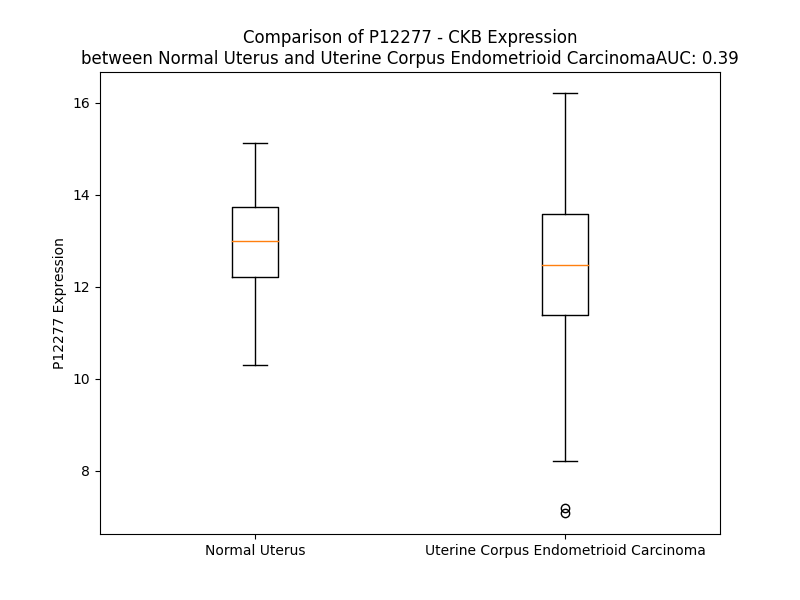 Comparison of P12277 - CKB Expression
between Normal Uterus and Uterine Corpus Endometrioid CarcinomaAUC: 0.39
16
14
12
10
8
P12277 Expression
Normal Uterus
Uterine Corpus Endometrioid Carcinoma